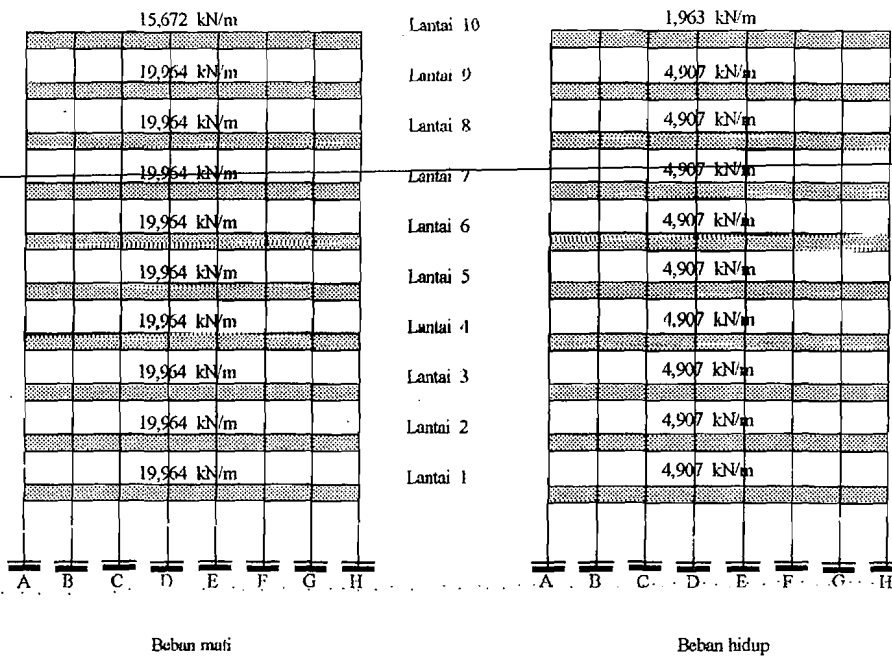 15,672 kN/m Lantai 10 1,963 kN/m
19,964 kN/m Lantai 9 4,907 kN/m
19,964 kN/m Lantai 8 4,907 kN/m
19,964 kN/m Lantai 7 4,907 kN/m
19,964 kN/m Lantai 6 4,907 kN/m
19,964 kN/m Lantai 5 4,907 kN/m
19,964 kN/m Lantai 4 4,907 kN/m
19,964 kN/m Lantai 3 4,907 kN/m
19,964 kN/m Lantai 2 4,907 kN/m
19,964 kN/m Lantai 1 4,907 kN/m
A B C D E F G H A B C D E F G H
Beban mati Beban hidup